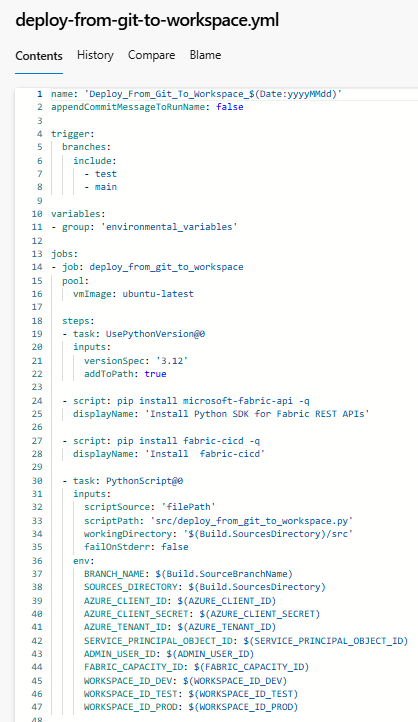 deploy-from-git-to-workspace.yml
Contents History Compare Blame
1 name: 'Deploy_From_Git_To_Workspace_$(Date:yyyyMMdd)'
2 appendCommitMessageToRunName: false
3
4 trigger:
5   branches:
6     include:
7       - test
8       - main
9
10 variables:
11 - group: 'environmental_variables'
12
13 jobs:
14 - job: deploy_from_git_to_workspace
15   pool:
16     vmImage: ubuntu-latest
17
18   steps:
19   - task: UsePythonVersion@0
20     inputs:
21       versionSpec: '3.12'
22       addToPath: true
23
24   - script: pip install microsoft-fabric-api -q
25     displayName: 'Install Python SDK for Fabric REST APIs'
26
27   - script: pip install fabric-cicd -q
28     displayName: 'Install  fabric-cicd'
29
30   - task: PythonScript@0
31     inputs:
32       scriptSource: 'filePath'
33       scriptPath: 'src/deploy_from_git_to_workspace.py'
34       workingDirectory: '$(Build.SourcesDirectory)/src'
35       failOnStderr: false
36     env:
37       BRANCH_NAME: $(Build.SourceBranchName)
38       SOURCES_DIRECTORY: $(Build.SourcesDirectory)
39       AZURE_CLIENT_ID: $(AZURE_CLIENT_ID)
40       AZURE_CLIENT_SECRET: $(AZURE_CLIENT_SECRET)
41       AZURE_TENANT_ID: $(AZURE_TENANT_ID)
42       SERVICE_PRINCIPAL_OBJECT_ID: $(SERVICE_PRINCIPAL_OBJECT_ID)
43       ADMIN_USER_ID: $(ADMIN_USER_ID)
44       FABRIC_CAPACITY_ID: $(FABRIC_CAPACITY_ID)
45       WORKSPACE_ID_DEV: $(WORKSPACE_ID_DEV)
46       WORKSPACE_ID_TEST: $(WORKSPACE_ID_TEST)
47       WORKSPACE_ID_PROD: $(WORKSPACE_ID_PROD)